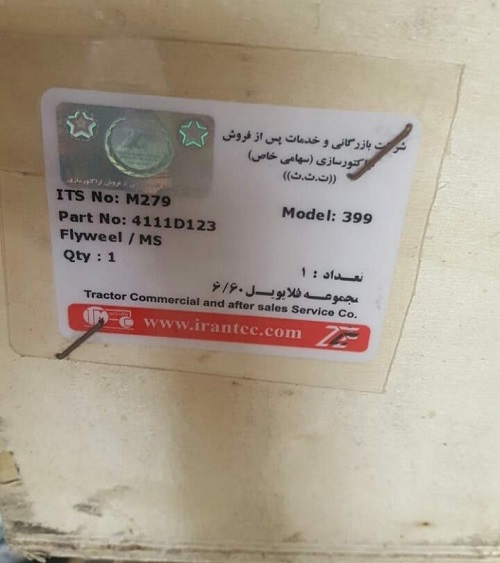 شرکت بازرگانی و خدمات پس از فروش
تراکتورسازی (سهامی خاص)
((ت.ت.ث))
ITS No: M279
Part No: 4111D123
Model: 399
Flyweel / MS
Qty : 1
تعداد : ۱
مجموعه فلایویل ۶/۶۰
Tractor Commercial and after sales Service Co.
www.irantcc.com